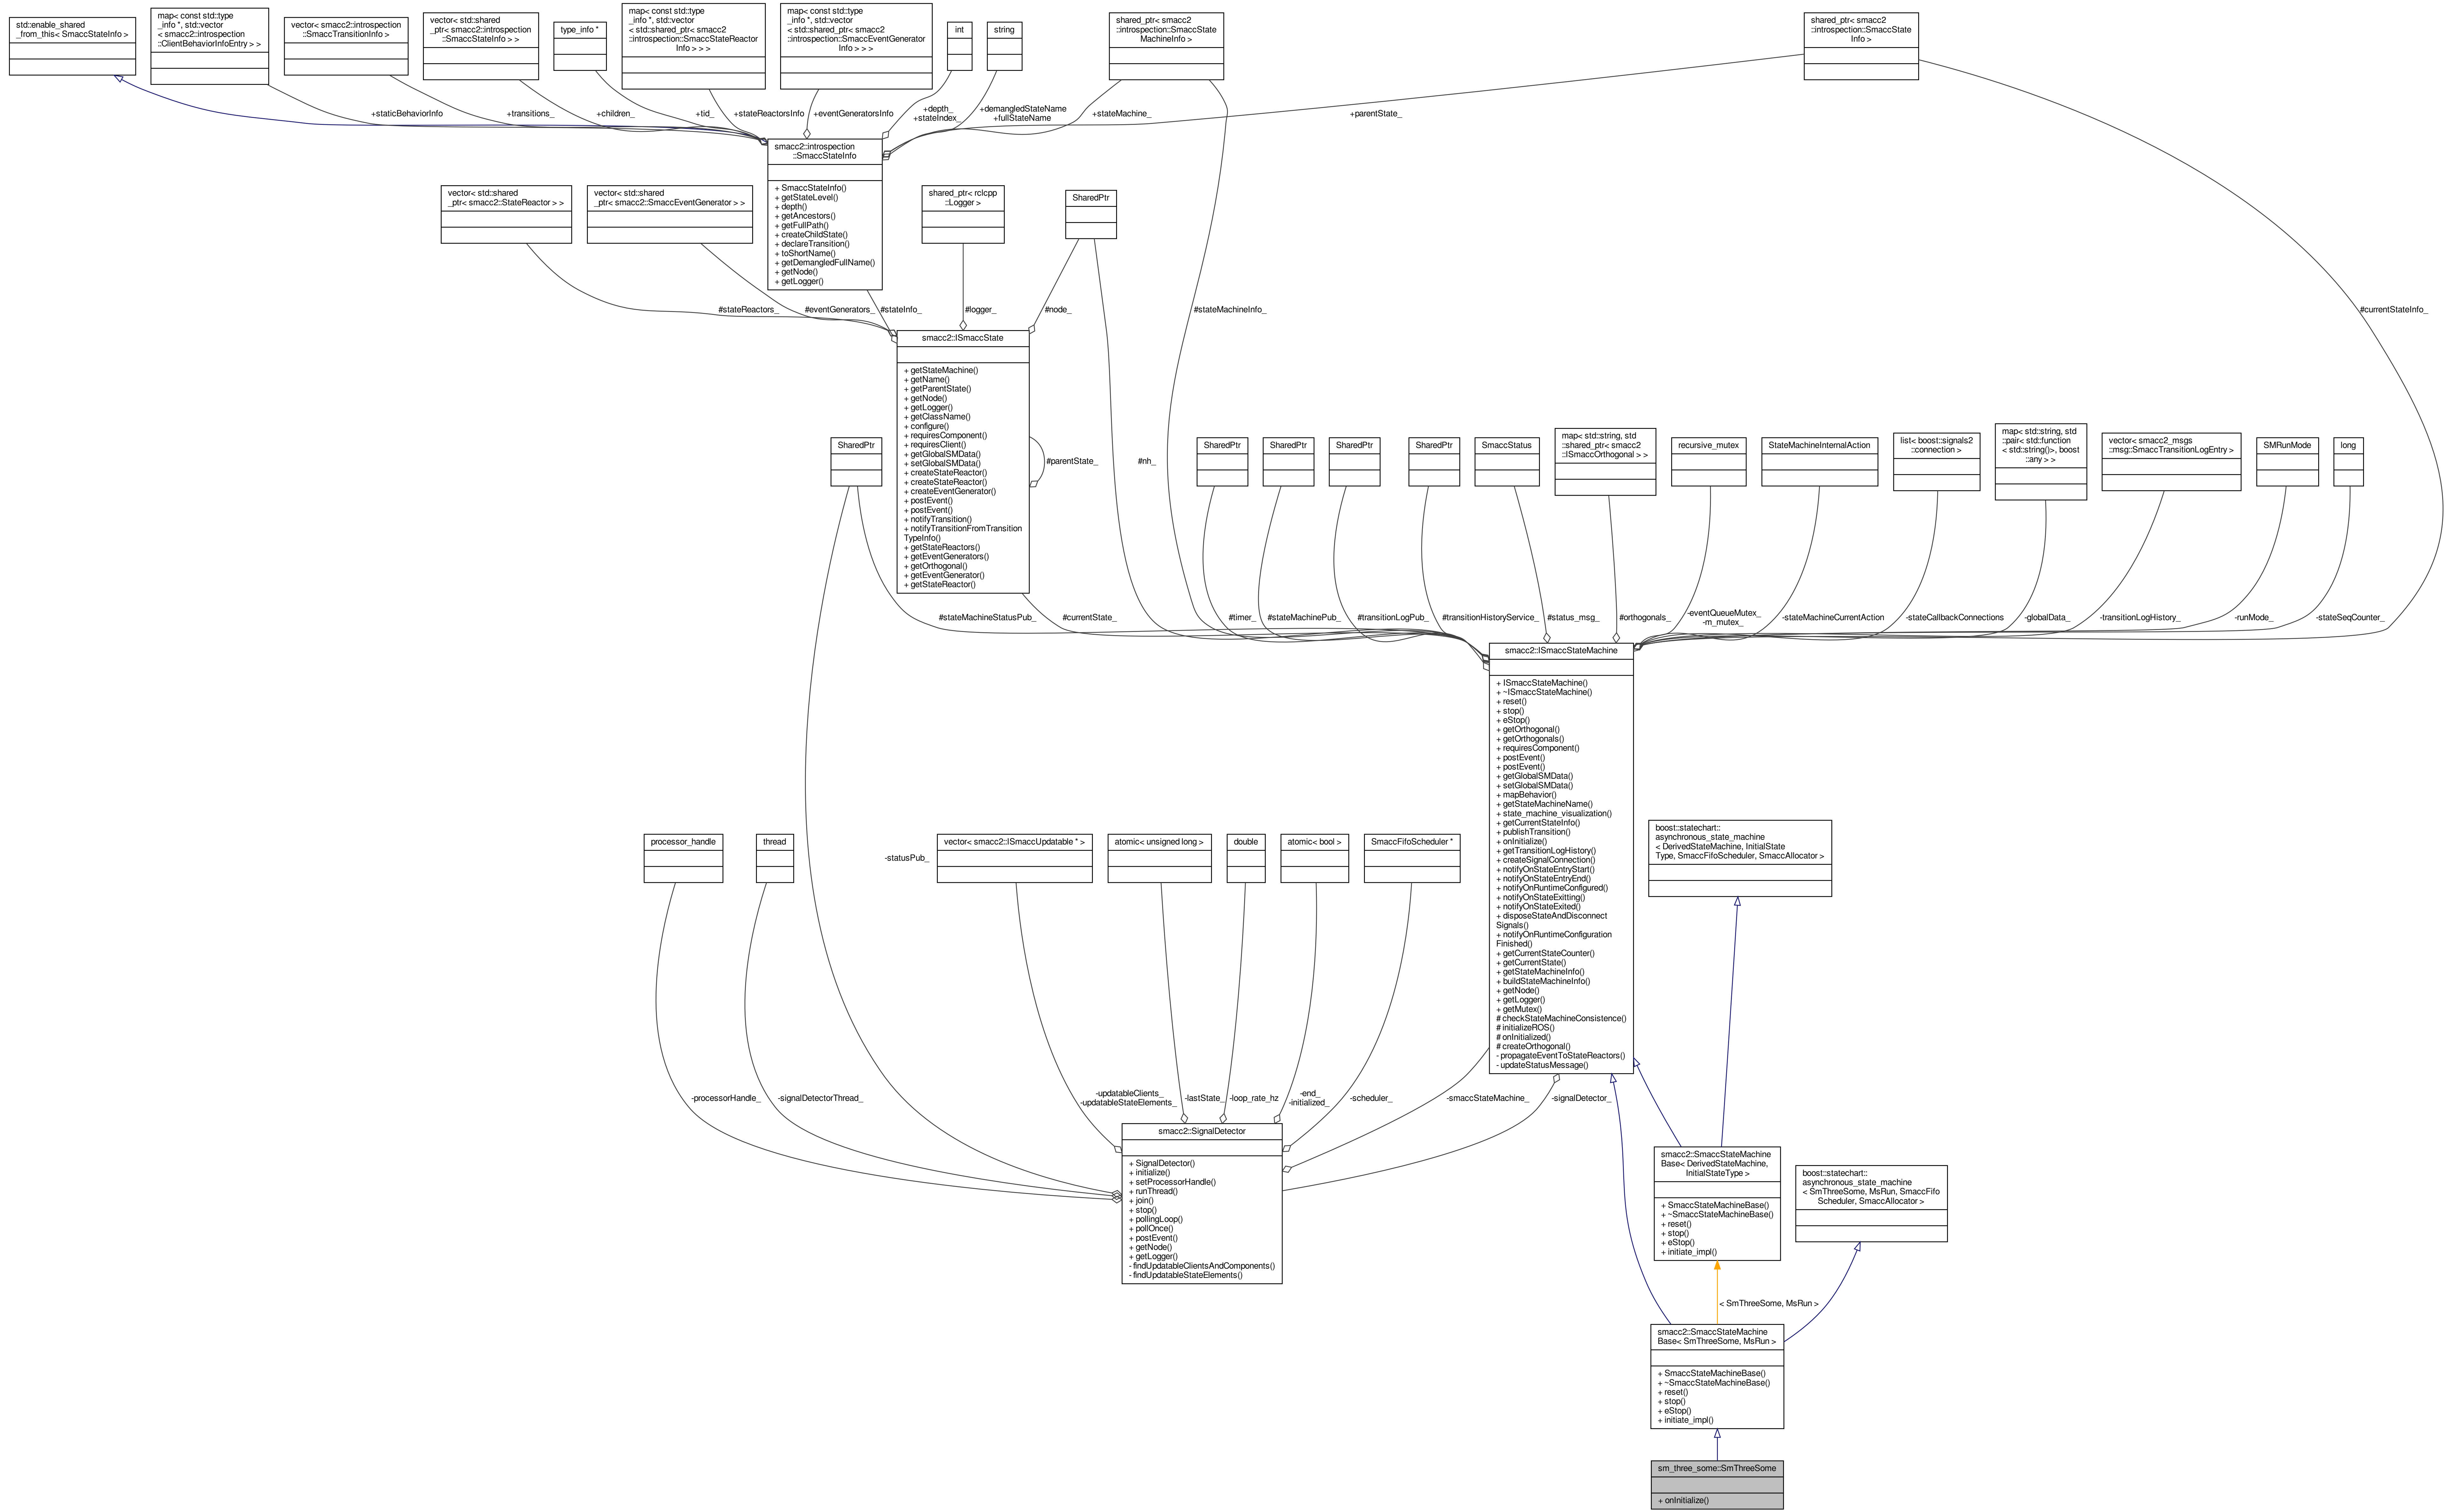 std::enable_shared
_from_this< SmaccStateInfo >
map< const std::type
_info *, std::vector
< smacc2::introspection
::ClientBehaviorInfoEntry > >
vector< smacc2::introspection
::SmaccTransitionInfo >
vector< std::shared
_ptr< smacc2::introspection
::SmaccStateInfo > >
type_info *
map< const std::type
_info *, std::vector
< std::shared_ptr< smacc2
::introspection::SmaccStateReactor
Info > > >
map< const std::type
_info *, std::vector
< std::shared_ptr< smacc2
::introspection::SmaccEventGenerator
Info > > >
int
string
shared_ptr< smacc2
::introspection::SmaccState
MachineInfo >
shared_ptr< smacc2
::introspection::SmaccState
Info >
+staticBehaviorInfo
+transitions_
+children_
+tid_
+stateReactorsInfo
+eventGeneratorsInfo
+depth_
+stateIndex_
+demangledStateName
+fullStateName
+stateMachine_
+parentState_
smacc2::introspection
::SmaccStateInfo
+ SmaccStateInfo()
+ getStateLevel()
+ depth()
+ getAncestors()
+ getFullPath()
+ createChildState()
+ declareTransition()
+ toShortName()
+ getDemangledFullName()
+ getNode()
+ getLogger()
vector< std::shared
_ptr< smacc2::StateReactor > >
vector< std::shared
_ptr< smacc2::SmaccEventGenerator > >
shared_ptr< rclcpp
::Logger >
SharedPtr
#stateReactors_
#eventGenerators_
#stateInfo_
#logger_
#node_
#stateMachineInfo_
#currentStateInfo_
smacc2::ISmaccState
+ getStateMachine()
+ getName()
+ getParentState()
+ getNode()
+ getLogger()
+ getClassName()
+ configure()
+ requiresComponent()
+ requiresClient()
+ getGlobalSMData()
+ setGlobalSMData()
+ createStateReactor()
+ createStateReactor()
+ createEventGenerator()
+ postEvent()
+ postEvent()
+ notifyTransition()
+ notifyTransitionFromTransition
TypeInfo()
+ getStateReactors()
+ getEventGenerators()
+ getOrthogonal()
+ getEventGenerator()
+ getStateReactor()
#parentState_
#nh_
SharedPtr
SharedPtr
SharedPtr
SharedPtr
SharedPtr
SmaccStatus
map< std::string, std
::shared_ptr< smacc2
::ISmaccOrthogonal > >
recursive_mutex
StateMachineInternalAction
list< boost::signals2
::connection >
map< std::string, std
::pair< std::function
< std::string()>, boost
::any > >
vector< smacc2_msgs
::msg::SmaccTransitionLogEntry >
SMRunMode
long
#stateMachineStatusPub_
#currentState_
#timer_
#stateMachinePub_
#transitionLogPub_
#transitionHistoryService_
#status_msg_
#orthogonals_
-eventQueueMutex_
-m_mutex_
-stateMachineCurrentAction
-stateCallbackConnections
-globalData_
-transitionLogHistory_
-runMode_
-stateSeqCounter_
smacc2::ISmaccStateMachine
+ ISmaccStateMachine()
+ ~ISmaccStateMachine()
+ reset()
+ stop()
+ eStop()
+ getOrthogonal()
+ getOrthogonals()
+ requiresComponent()
+ postEvent()
+ postEvent()
+ getGlobalSMData()
+ setGlobalSMData()
+ mapBehavior()
+ getStateMachineName()
+ state_machine_visualization()
+ getCurrentStateInfo()
+ publishTransition()
+ onInitialize()
+ getTransitionLogHistory()
+ createSignalConnection()
+ notifyOnStateEntryStart()
+ notifyOnStateEntryEnd()
+ notifyOnRuntimeConfigured()
+ notifyOnStateExitting()
+ notifyOnStateExited()
+ disposeStateAndDisconnect
Signals()
+ notifyOnRuntimeConfiguration
Finished()
+ getCurrentStateCounter()
+ getCurrentState()
+ getStateMachineInfo()
+ buildStateMachineInfo()
+ getNode()
+ getLogger()
+ getMutex()
# checkStateMachineConsistence()
# initializeROS()
# onInitialized()
# createOrthogonal()
- propagateEventToStateReactors()
- updateStatusMessage()
processor_handle
thread
-statusPub_
vector< smacc2::ISmaccUpdatable * >
atomic< unsigned long >
double
atomic< bool >
SmaccFifoScheduler *
boost::statechart::
asynchronous_state_machine
< DerivedStateMachine, InitialState
Type, SmaccFifoScheduler, SmaccAllocator >
-processorHandle_
-signalDetectorThread_
-updatableClients_
-updatableStateElements_
-lastState_
-loop_rate_hz
-end_
-initialized_
-scheduler_
-smaccStateMachine_
-signalDetector_
smacc2::SignalDetector
+ SignalDetector()
+ initialize()
+ setProcessorHandle()
+ runThread()
+ join()
+ stop()
+ pollingLoop()
+ pollOnce()
+ postEvent()
+ getNode()
+ getLogger()
- findUpdatableClientsAndComponents()
- findUpdatableStateElements()
smacc2::SmaccStateMachine
Base< DerivedStateMachine,
InitialStateType >
+ SmaccStateMachineBase()
+ ~SmaccStateMachineBase()
+ reset()
+ stop()
+ eStop()
+ initiate_impl()
boost::statechart::
asynchronous_state_machine
< SmThreeSome, MsRun, SmaccFifo
Scheduler, SmaccAllocator >
< SmThreeSome, MsRun >
smacc2::SmaccStateMachine
Base< SmThreeSome, MsRun >
+ SmaccStateMachineBase()
+ ~SmaccStateMachineBase()
+ reset()
+ stop()
+ eStop()
+ initiate_impl()
sm_three_some::SmThreeSome
+ onInitialize()